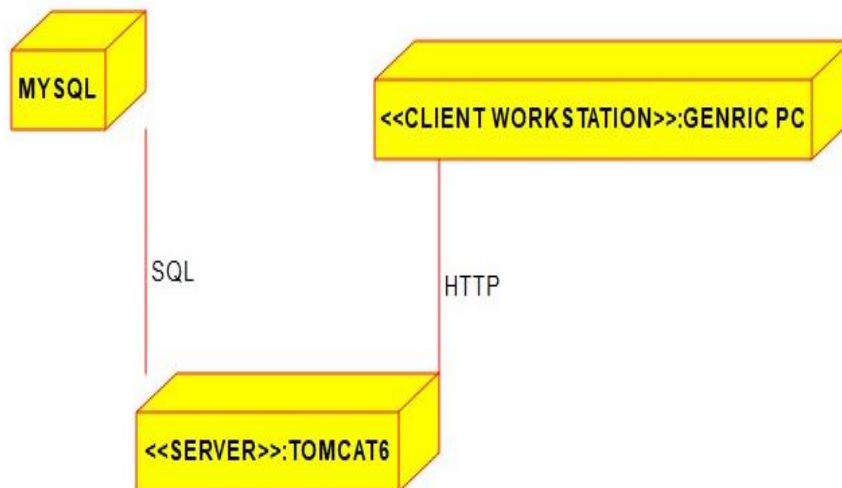 MYSQL
<<CLIENT WORKSTATION>>:GENRIC PC
SQL
HTTP
<<SERVER>>:TOMCAT6